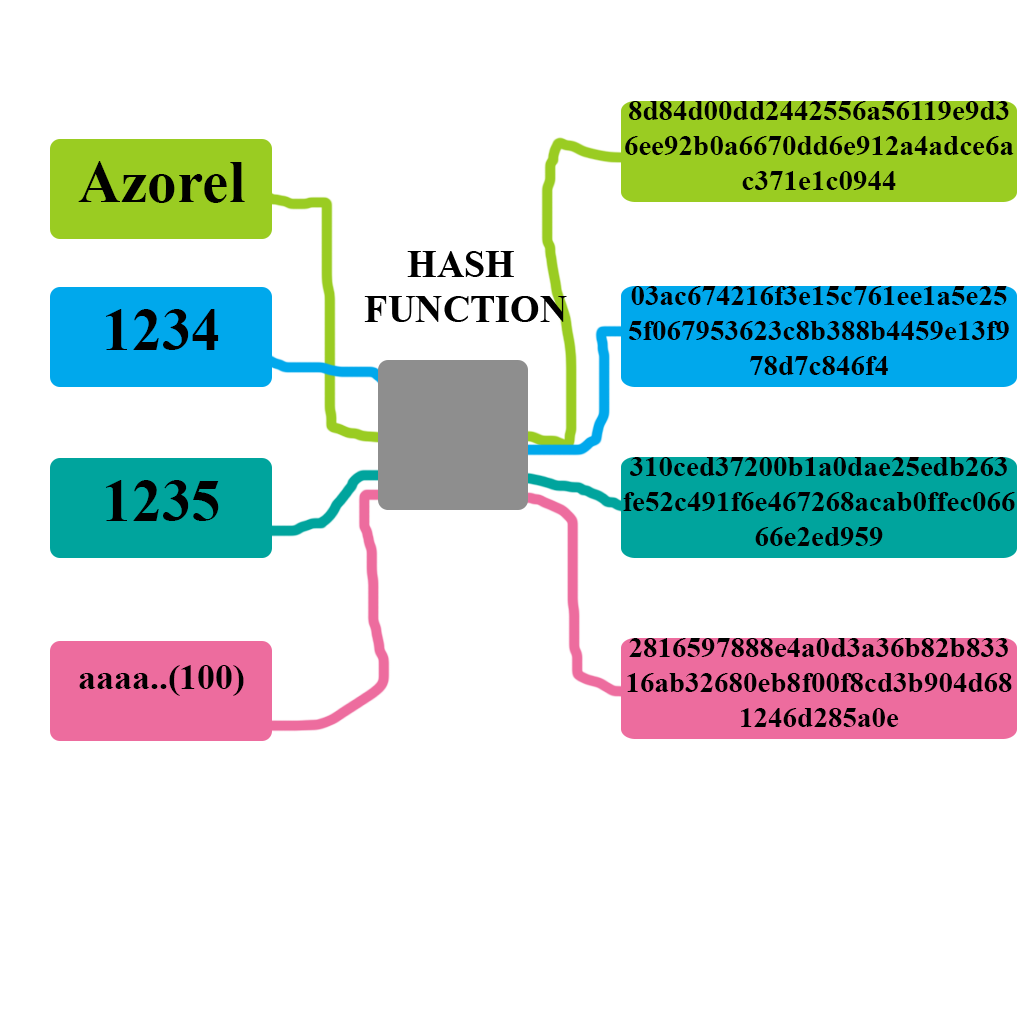 Azorel
1234
1235
aaaa..(100)
HASH
FUNCTION
8d84d00dd2442556a56119e9d3
6ee92b0a6670dd6e912a4adce6a
c371e1c0944
03ac674216f3e15c761ee1a5e25
5f067953623c8b388b4459e13f9
78d7c846f4
310ced37200b1a0dae25edb263
fe52c491f6e467268acab0ffec066
66e2ed959
2816597888e4a0d3a36b82b833
16ab32680eb8f00f8cd3b904d68
1246d285a0e